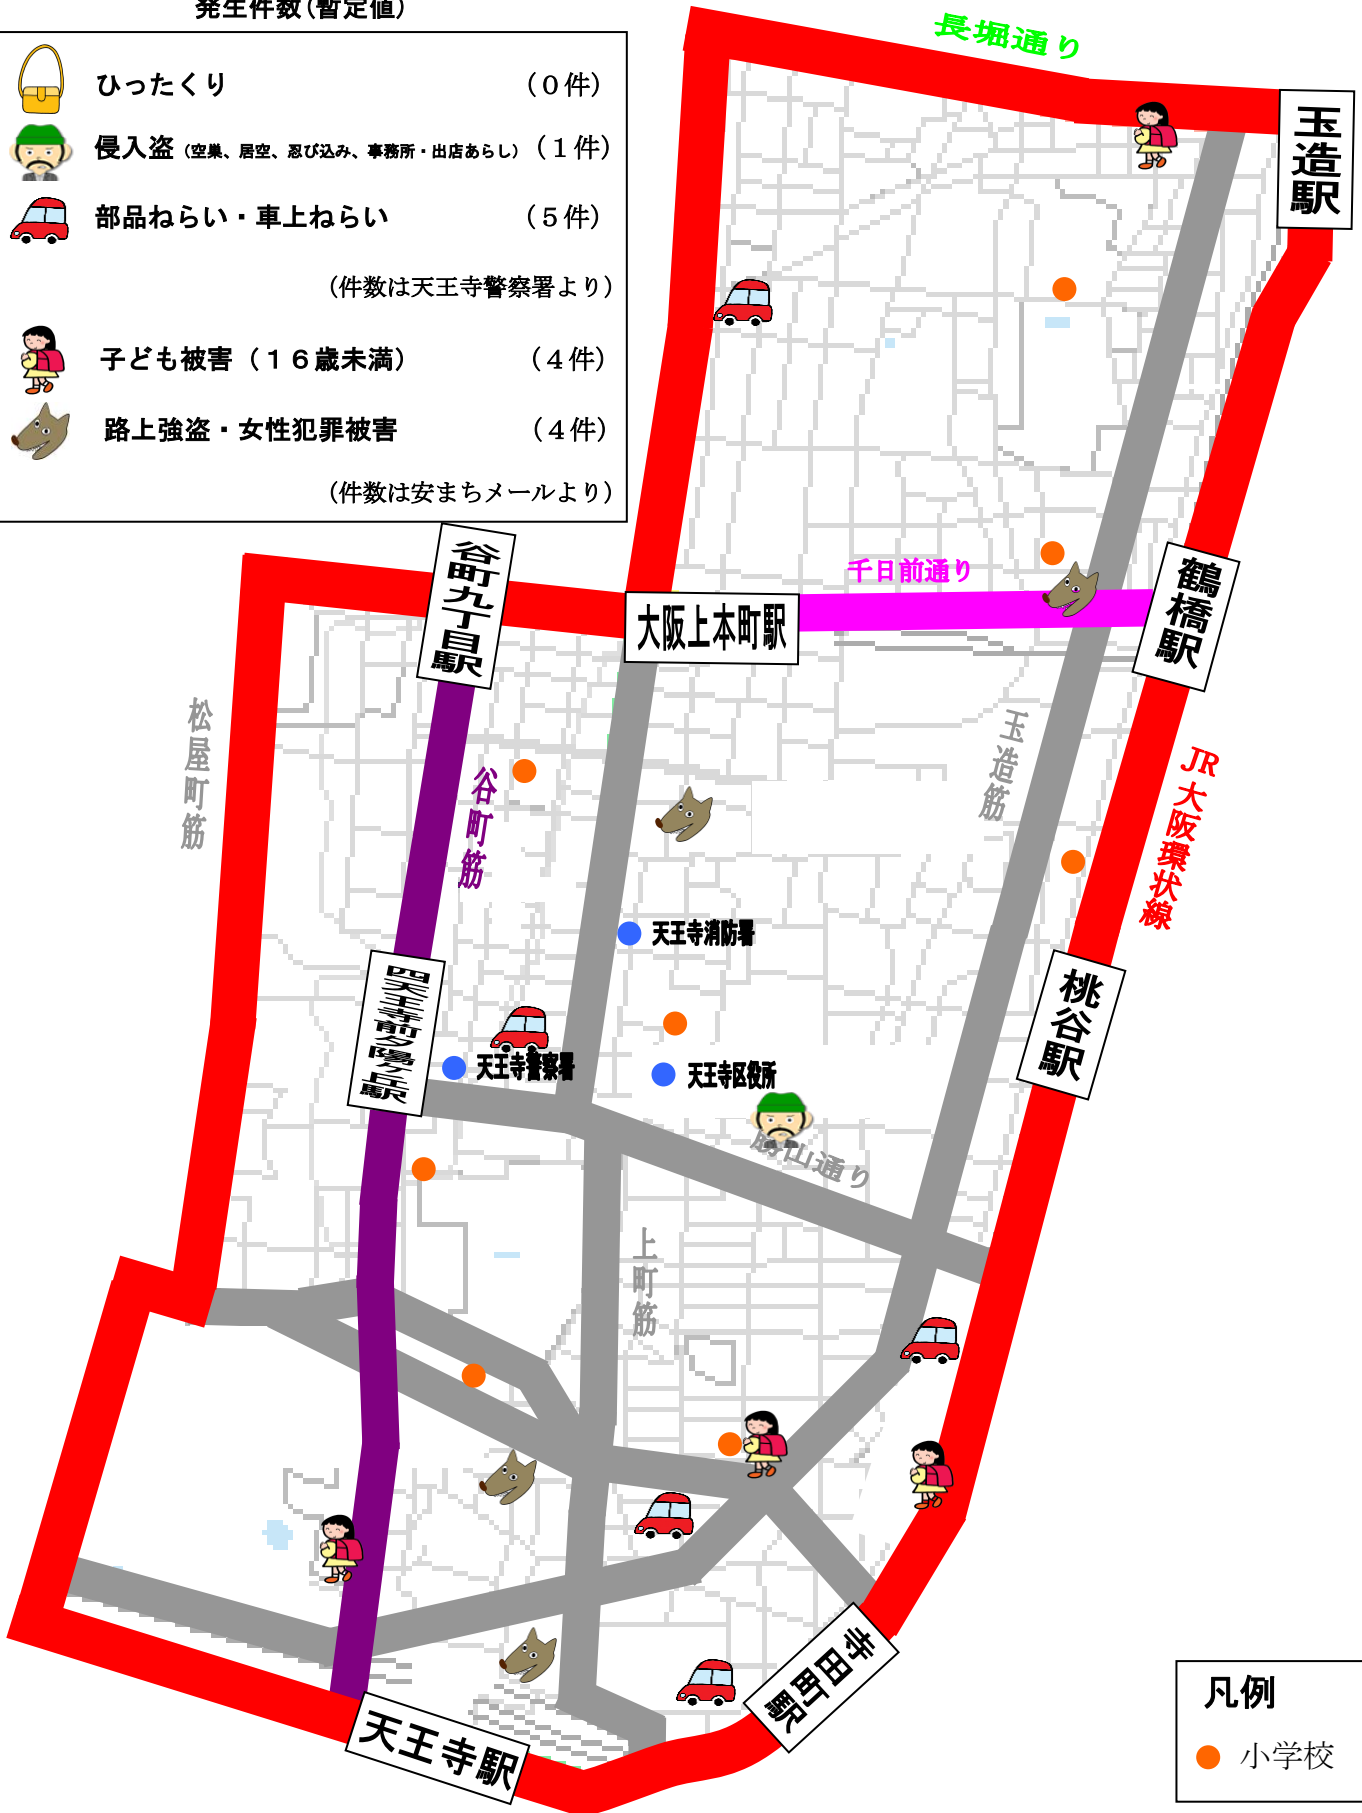 発生件数(暫定値)
ひったくり (０件)
侵入盗 (空巣、居空、忍び込み、事務所・出店あらし) (１件)
部品ねらい・車上ねらい (５件)
(件数は天王寺警察署より)
子ども被害（１６歳未満） (４件)
路上強盗・女性犯罪被害 (４件)
(件数は安まちメールより)
長堀通り
玉造駅
谷町九丁目駅
大阪上本町駅
千日前通り
鶴橋駅
松屋町筋
谷町筋
玉造筋
JR大阪環状線
天王寺消防署
四天王寺前夕陽ケ丘駅
桃谷駅
天王寺警察署
天王寺区役所
勝山通り
上町筋
寺田町駅
天王寺駅
凡例
小学校